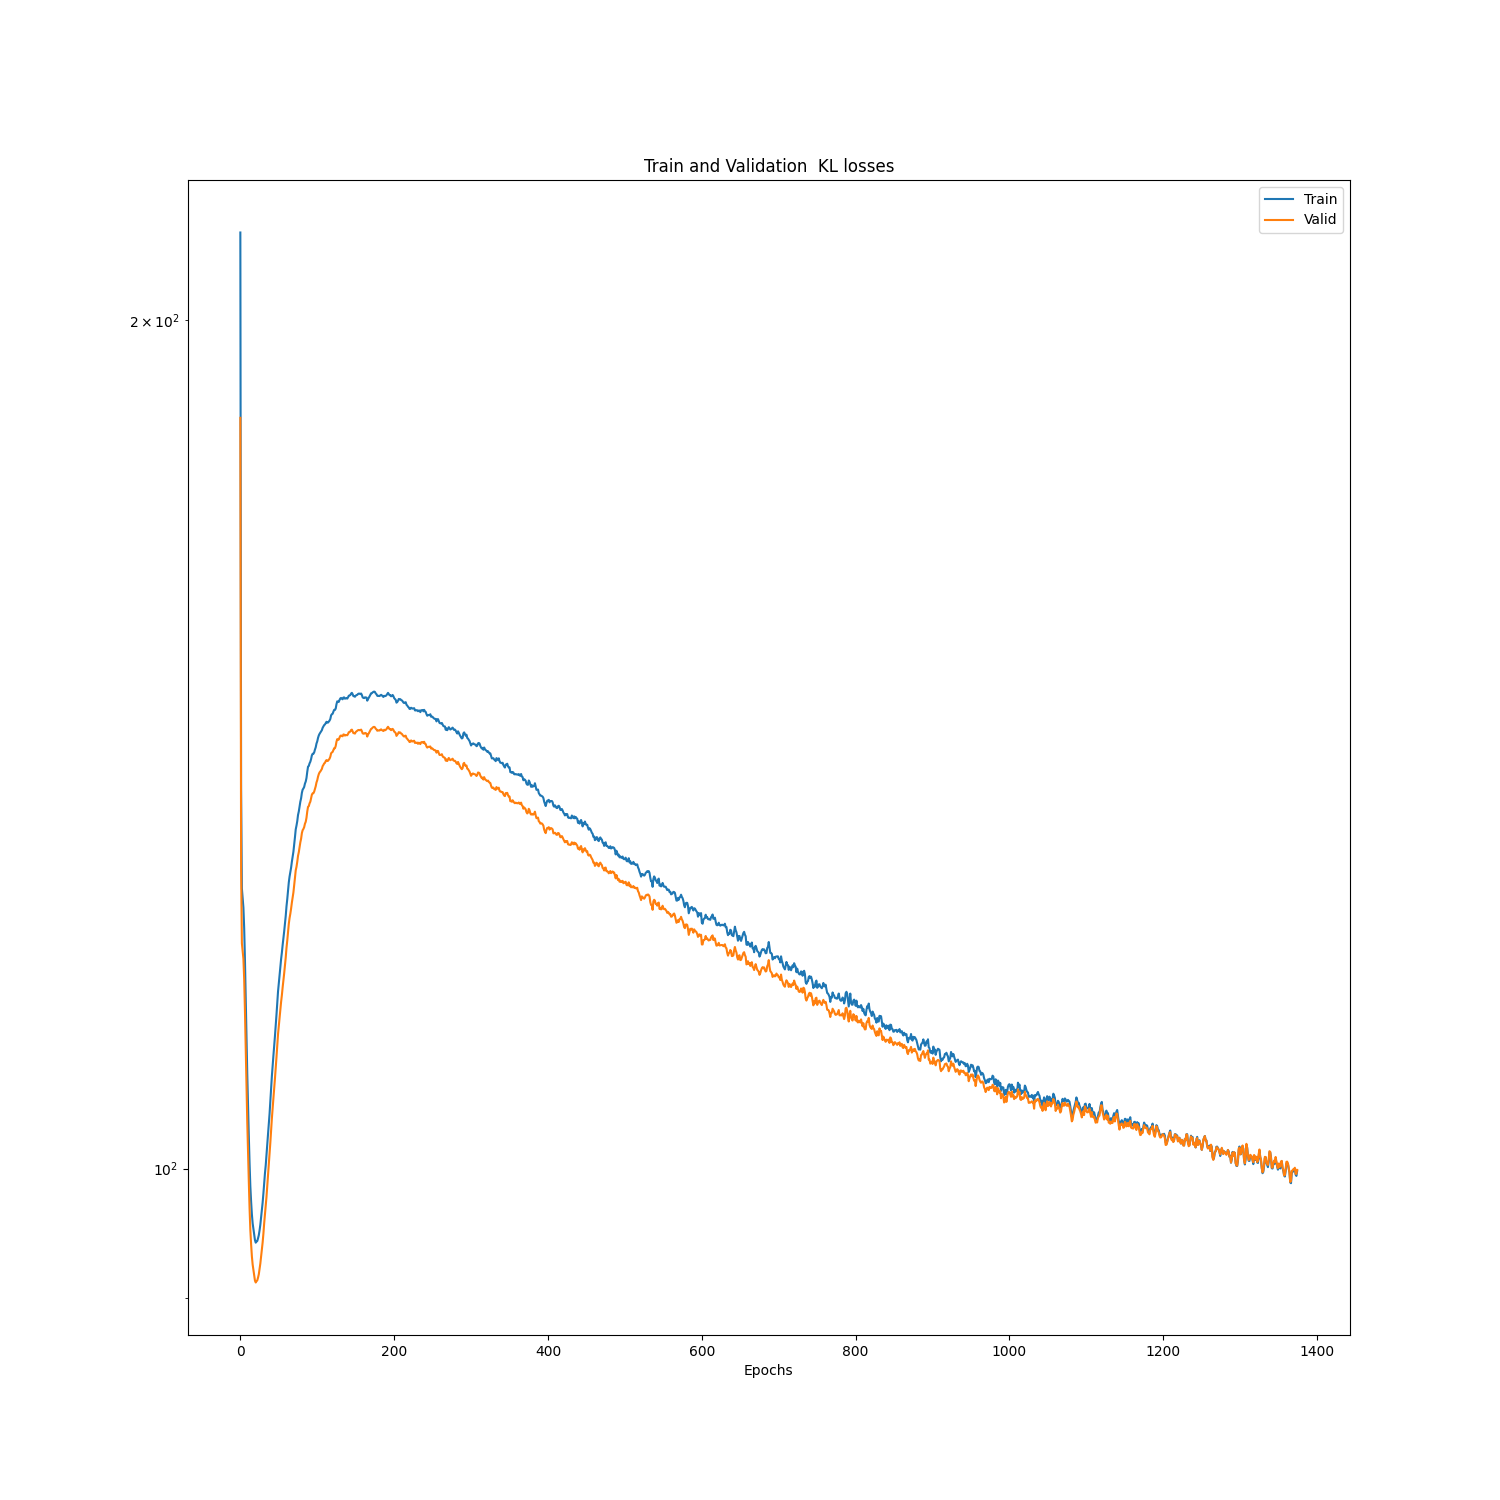 Train and Validation  KL losses
Train
Valid
2 × 10²
10²
0 200 400 600 800 1000 1200 1400
Epochs